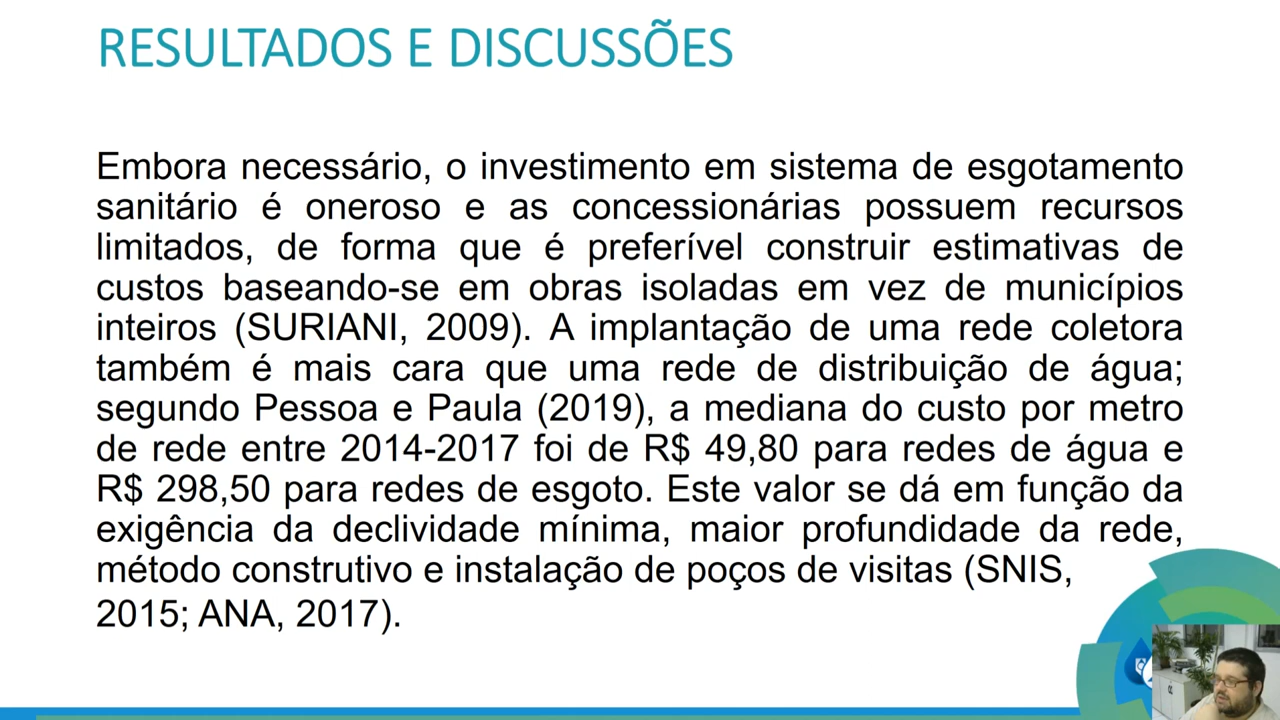 RESULTADOS E DISCUSSÕES
Embora necessário, o investimento em sistema de esgotamento
sanitário é oneroso e as concessionárias possuem recursos
limitados, de forma que é preferível construir estimativas de
custos baseando-se em obras isoladas em vez de municípios
inteiros (SURIANI, 2009). A implantação de uma rede coletora
também é mais cara que uma rede de distribuição de água;
segundo Pessoa e Paula (2019), a mediana do custo por metro
de rede entre 2014-2017 foi de R$ 49,80 para redes de água e
R$ 298,50 para redes de esgoto. Este valor se dá em função da
exigência da declividade mínima, maior profundidade da rede,
método construtivo e instalação de poços de visitas (SNIS,
2015; ANA, 2017).